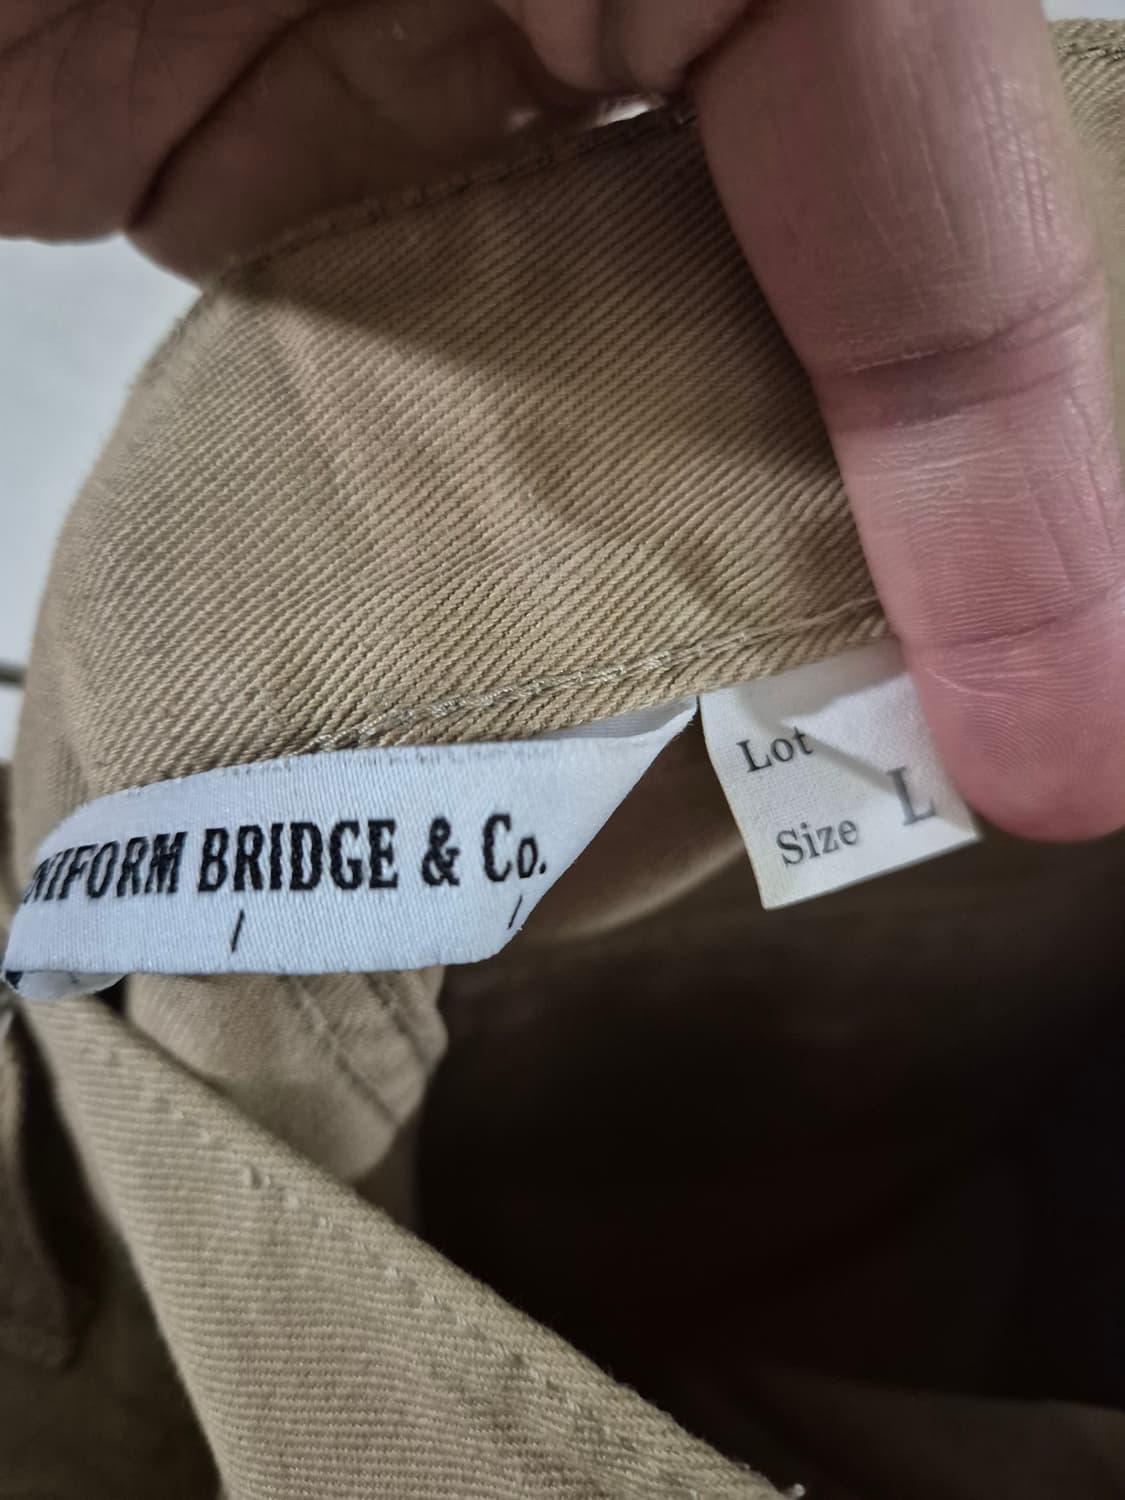 NIFORM BRIDGE & Co.
Lot
Size L